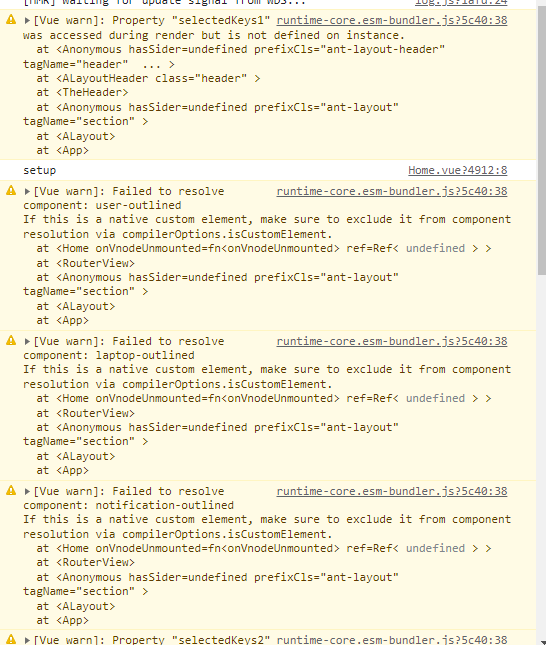 [HMR] Waiting for update signal from WDS... log.js?1afd:24
[Vue warn]: Property "selectedKeys1" runtime-core.esm-bundler.js?5c40:38
was accessed during render but is not defined on instance.
at <Anonymous hasSider=undefined prefixCls="ant-layout-header"
tagName="header" ... >
at <ALayoutHeader class="header" >
at <TheHeader>
at <Anonymous hasSider=undefined prefixCls="ant-layout"
tagName="section" >
at <ALayout>
at <App>
setup Home.vue?4912:8
[Vue warn]: Failed to resolve runtime-core.esm-bundler.js?5c40:38
component: user-outlined
If this is a native custom element, make sure to exclude it from component
resolution via compilerOptions.isCustomElement.
at <Home onVnodeUnmounted=fn<onVnodeUnmounted> ref=Ref< undefined > >
at <RouterView>
at <Anonymous hasSider=undefined prefixCls="ant-layout"
tagName="section" >
at <ALayout>
at <App>
[Vue warn]: Failed to resolve runtime-core.esm-bundler.js?5c40:38
component: laptop-outlined
If this is a native custom element, make sure to exclude it from component
resolution via compilerOptions.isCustomElement.
at <Home onVnodeUnmounted=fn<onVnodeUnmounted> ref=Ref< undefined > >
at <RouterView>
at <Anonymous hasSider=undefined prefixCls="ant-layout"
tagName="section" >
at <ALayout>
at <App>
[Vue warn]: Failed to resolve runtime-core.esm-bundler.js?5c40:38
component: notification-outlined
If this is a native custom element, make sure to exclude it from component
resolution via compilerOptions.isCustomElement.
at <Home onVnodeUnmounted=fn<onVnodeUnmounted> ref=Ref< undefined > >
at <RouterView>
at <Anonymous hasSider=undefined prefixCls="ant-layout"
tagName="section" >
at <ALayout>
at <App>
[Vue warn]: Property "selectedKeys2" runtime-core.esm-bundler.js?5c40:38